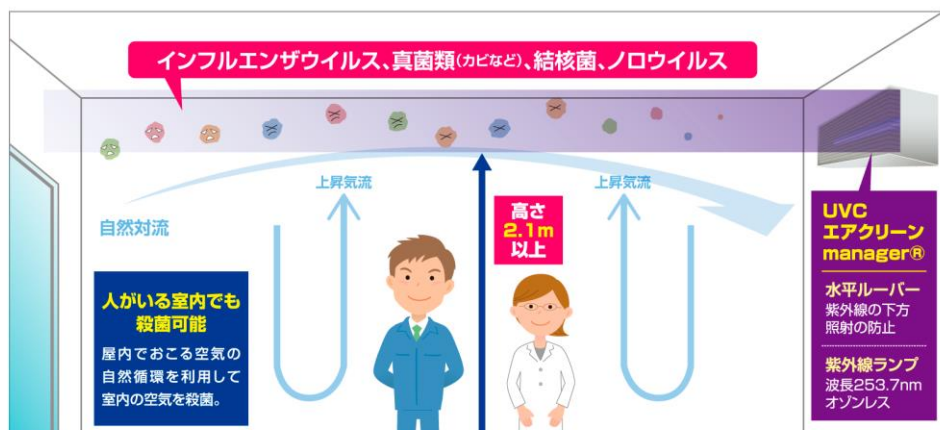 インフルエンザウイルス、真菌類(カビなど)、結核菌、ノロウイルス
上昇気流
上昇気流
自然対流
高さ
2.1m
以上
人がいる室内でも
殺菌可能
屋内でおこる空気の
自然循環を利用して
室内の空気を殺菌。
UVC
エアクリーン
manager®
水平ルーバー
紫外線の下方
照射の防止
紫外線ランプ
波長253.7nm
オゾンレス